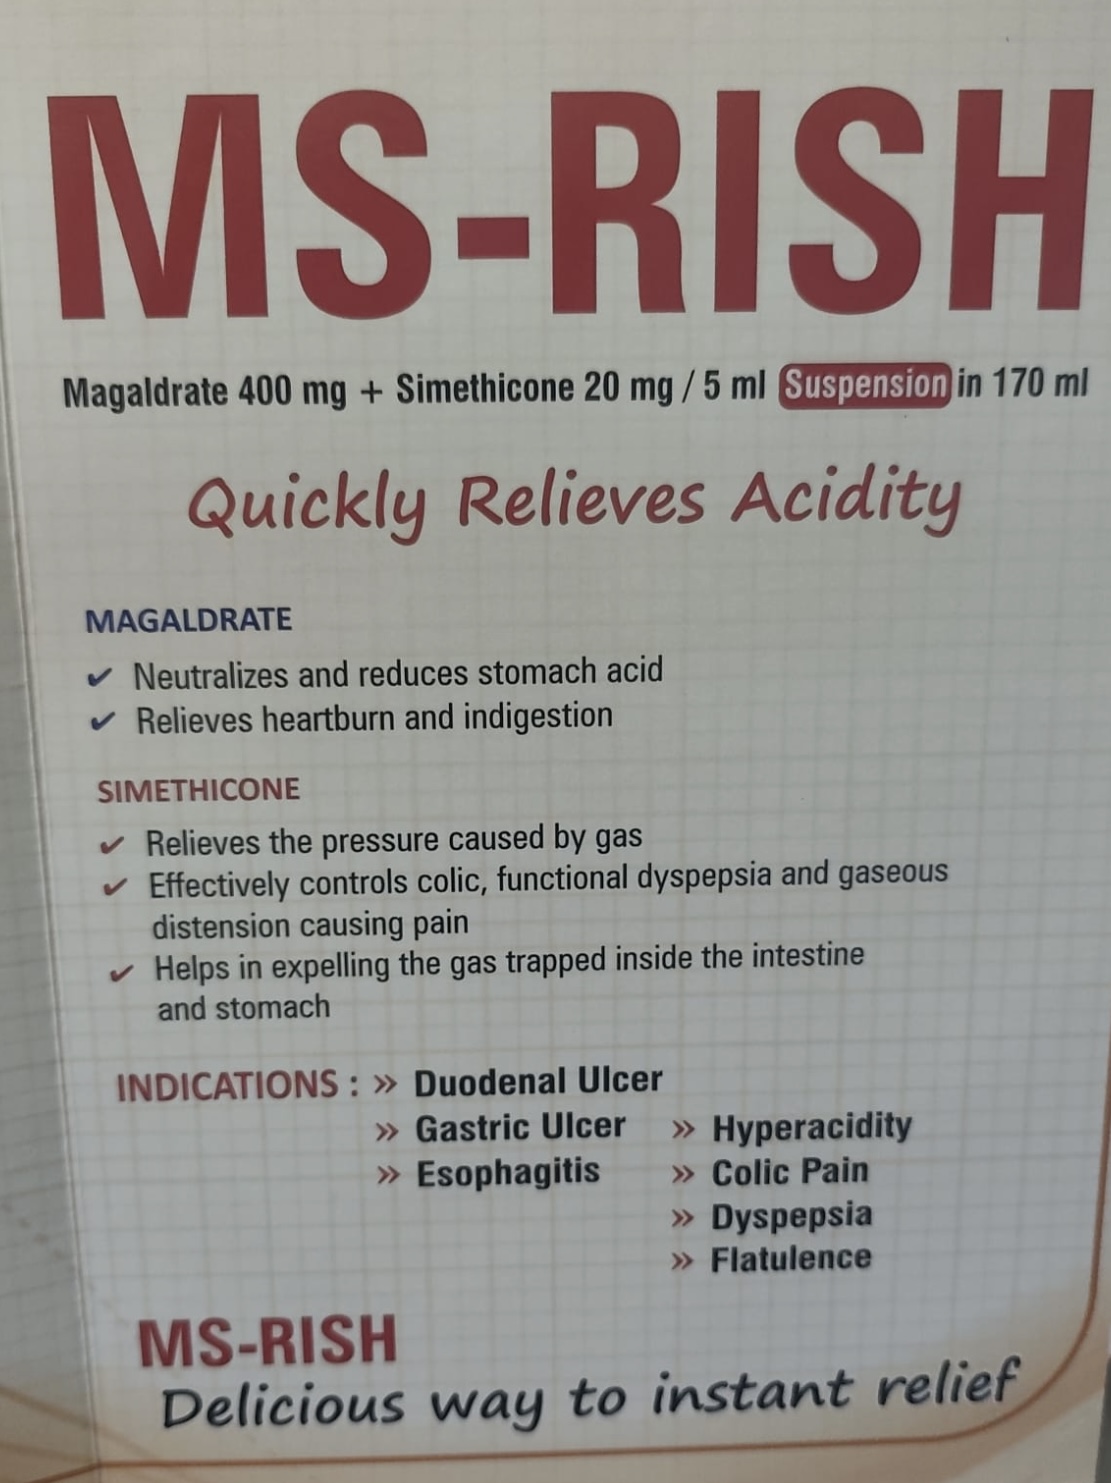 MS-RISH
Magaldrate 400 mg + Simethicone 20 mg / 5 ml Suspension in 170 ml
Quickly Relieves Acidity
MAGALDRATE
✔ Neutralizes and reduces stomach acid
✔ Relieves heartburn and indigestion
SIMETHICONE
✔ Relieves the pressure caused by gas
✔ Effectively controls colic, functional dyspepsia and gaseous
distension causing pain
✔ Helps in expelling the gas trapped inside the intestine
and stomach
INDICATIONS : » Duodenal Ulcer
» Gastric Ulcer » Hyperacidity
» Esophagitis » Colic Pain
» Dyspepsia
» Flatulence
MS-RISH
Delicious way to instant relief